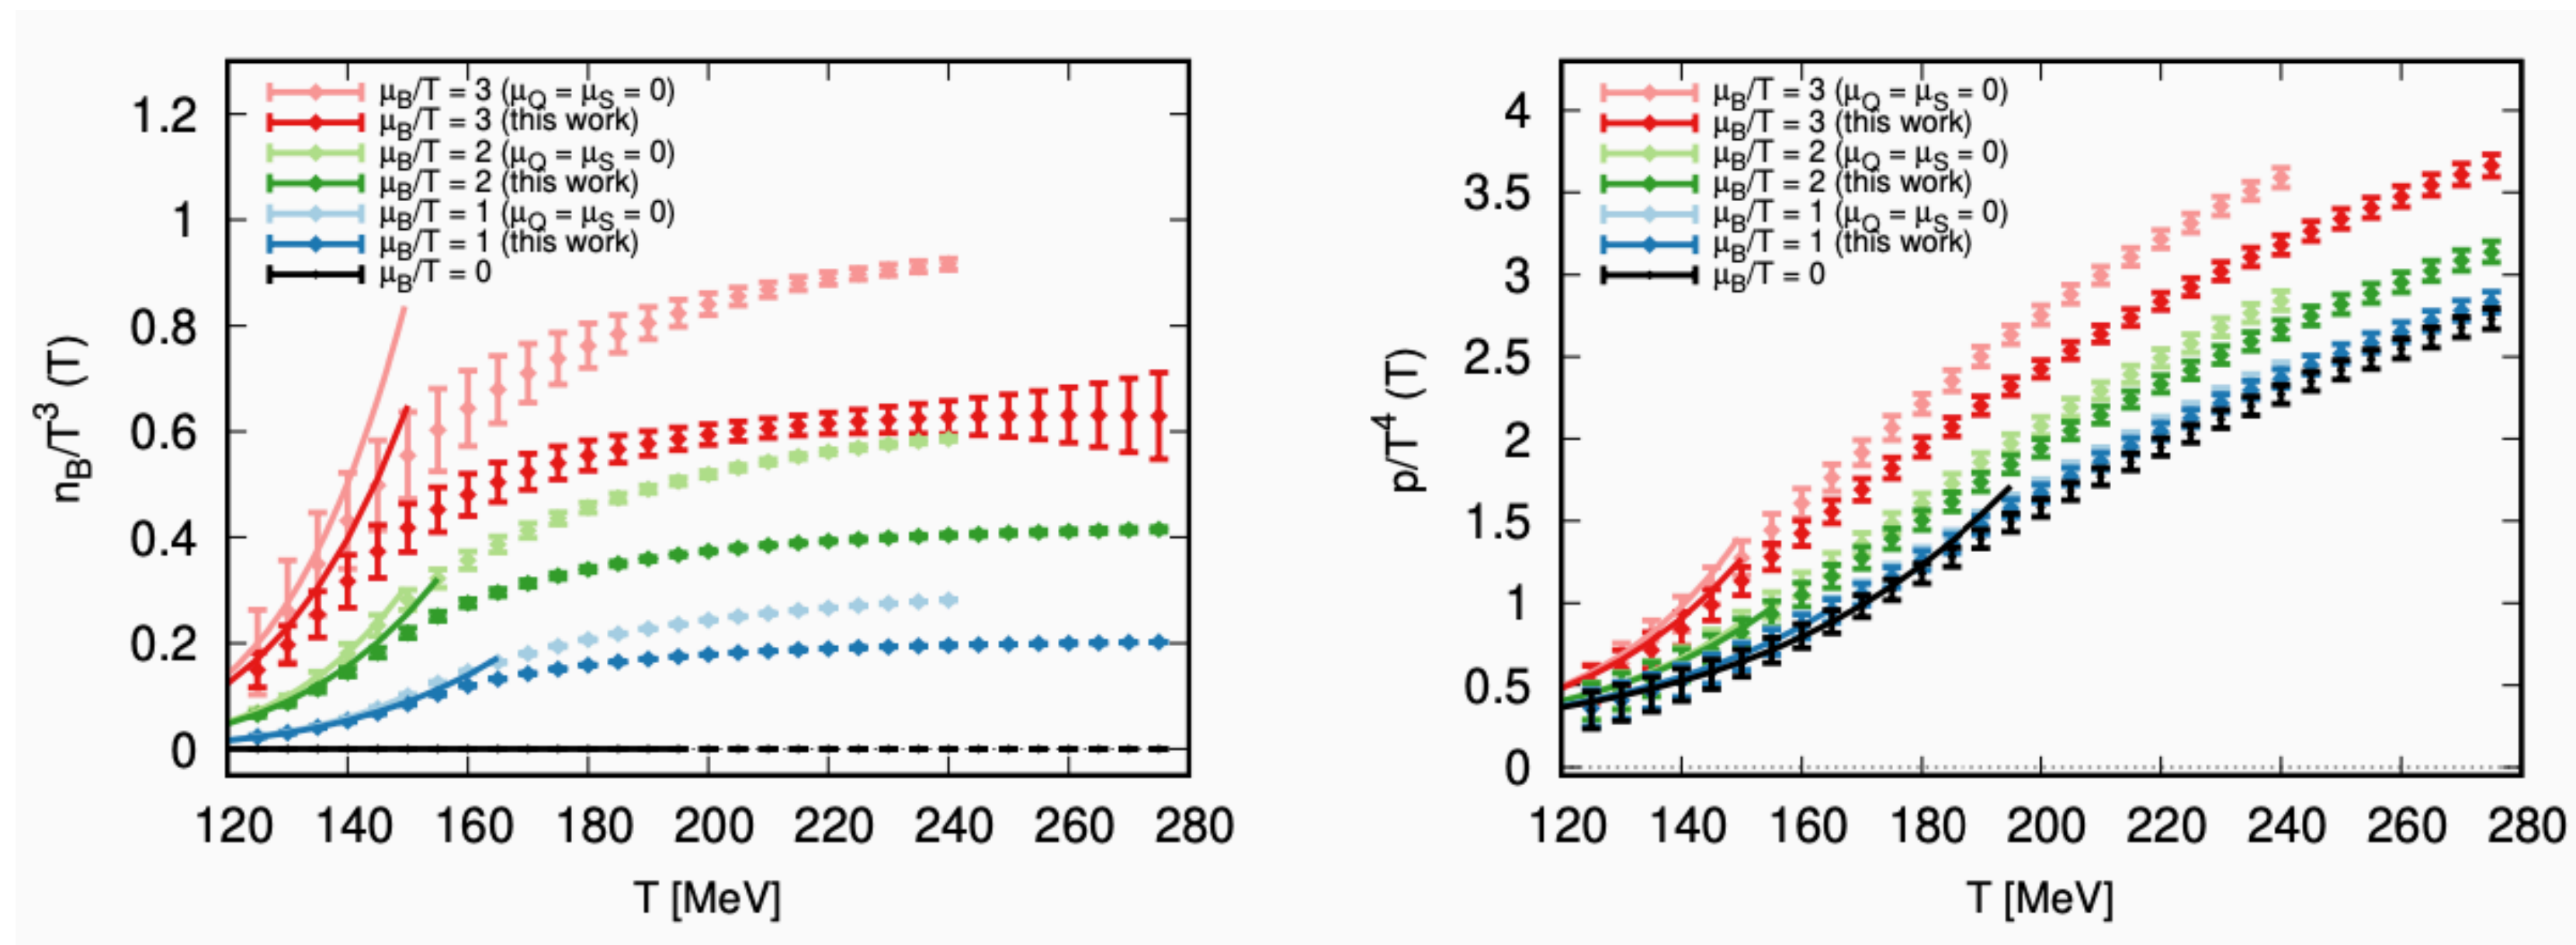 μB/T = 3 (μQ = μS = 0)
μB/T = 3 (this work)
μB/T = 2 (μQ = μS = 0)
μB/T = 2 (this work)
μB/T = 1 (μQ = μS = 0)
μB/T = 1 (this work)
μB/T = 0
1.2
1
0.8
0.6
0.4
0.2
0
nB/T³ (T)
120 140 160 180 200 220 240 260 280
T [MeV]
μB/T = 3 (μQ = μS = 0)
μB/T = 3 (this work)
μB/T = 2 (μQ = μS = 0)
μB/T = 2 (this work)
μB/T = 1 (μQ = μS = 0)
μB/T = 1 (this work)
μB/T = 0
4
3.5
3
2.5
2
1.5
1
0.5
0
p/T⁴ (T)
120 140 160 180 200 220 240 260 280
T [MeV]